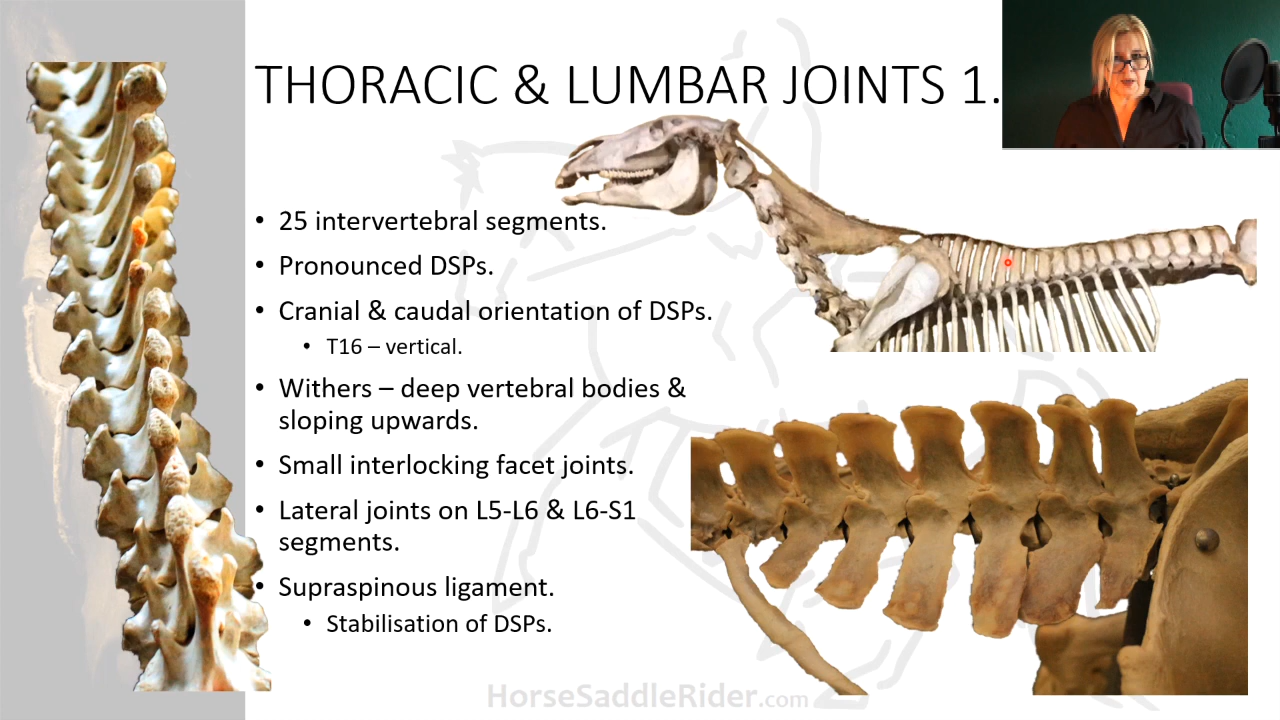 THORACIC & LUMBAR JOINTS 1.
• 25 intervertebral segments.
• Pronounced DSPs.
• Cranial & caudal orientation of DSPs.
• T16 – vertical.
• Withers – deep vertebral bodies &
sloping upwards.
• Small interlocking facet joints.
• Lateral joints on L5-L6 & L6-S1
segments.
• Supraspinous ligament.
• Stabilisation of DSPs.
HorseSaddleRider.com